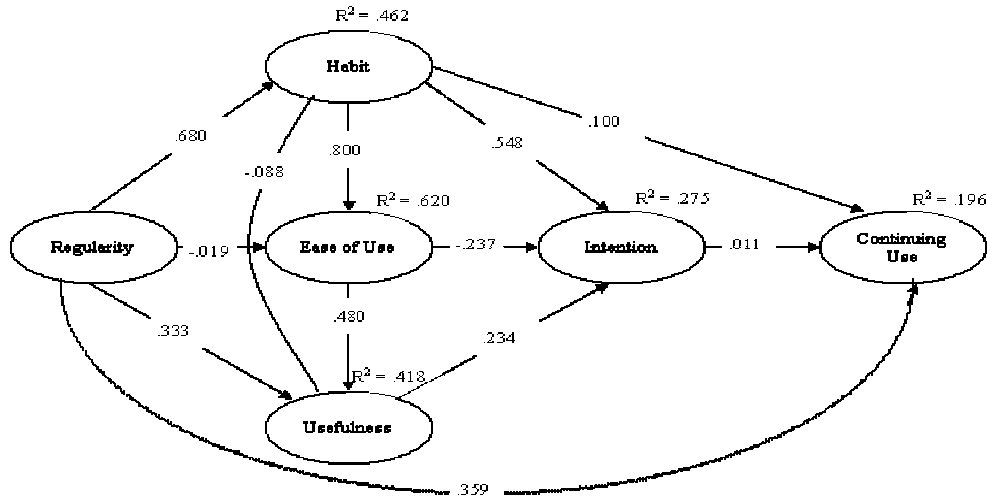 R² = .462
Habit
.680
.800
.548
.100
-.088
R² = .620
R² = .275
R² = .196
Regularity
-.019
Ease of Use
-.237
Intention
.011
Continuing
Use
.333
.480
.234
R² = .418
Usefulness
.359